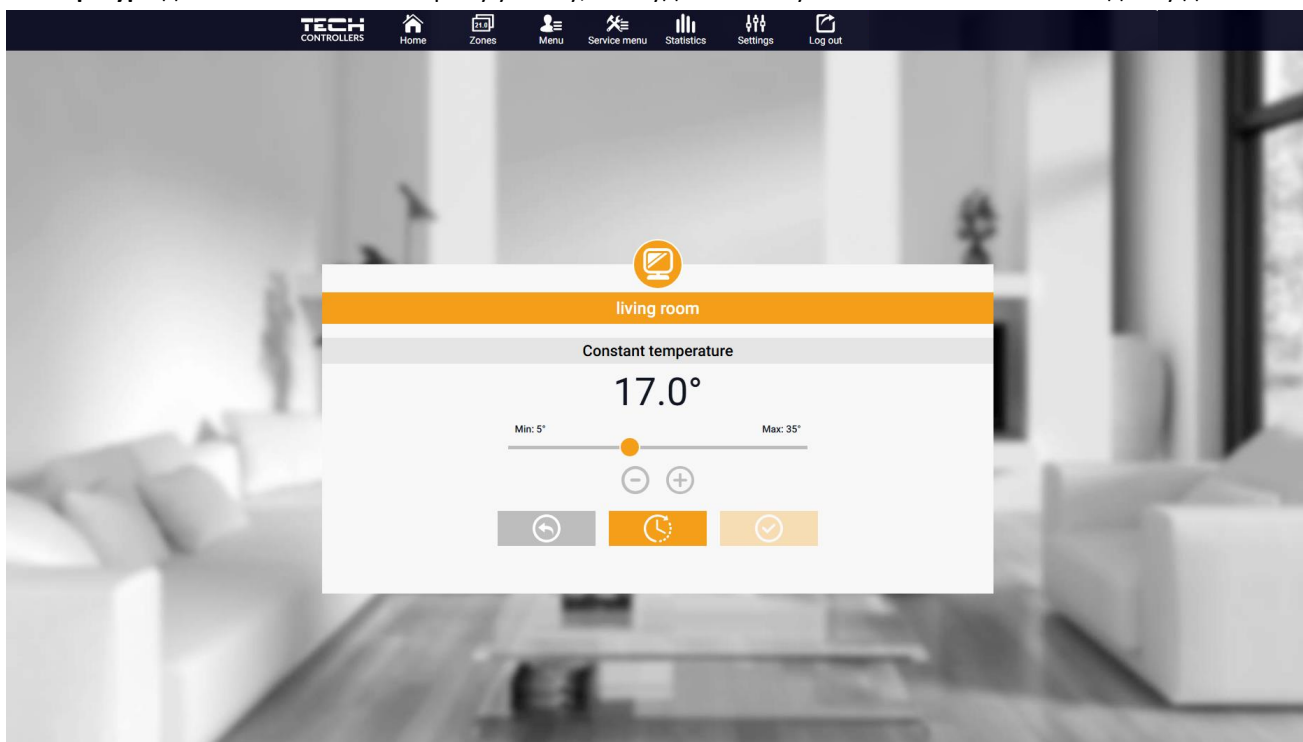 TECH
CONTROLLERS
Home
21.0
Zones
Menu
Service menu
Statistics
Settings
Log out
living room
Constant temperature
17.0°
Min: 5° Max: 35°